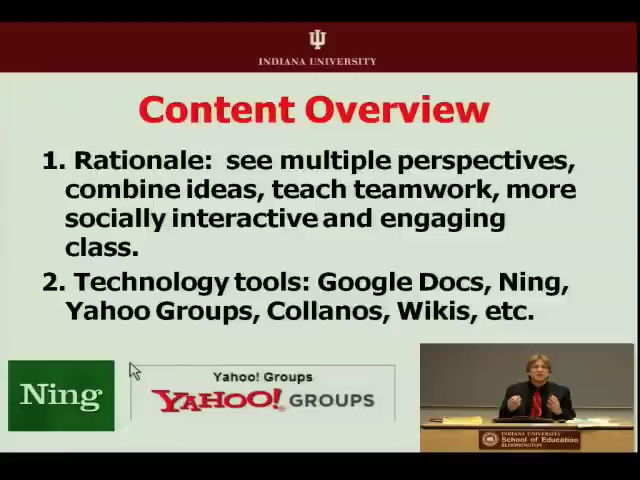 INDIANA UNIVERSITY
Content Overview
1. Rationale: see multiple perspectives,
combine ideas, teach teamwork, more
socially interactive and engaging
class.
2. Technology tools: Google Docs, Ning,
Yahoo Groups, Collanos, Wikis, etc.
Ning
Yahoo! Groups
YAHOO! GROUPS
INDIANA UNIVERSITY
School of Education
BLOOMINGTON